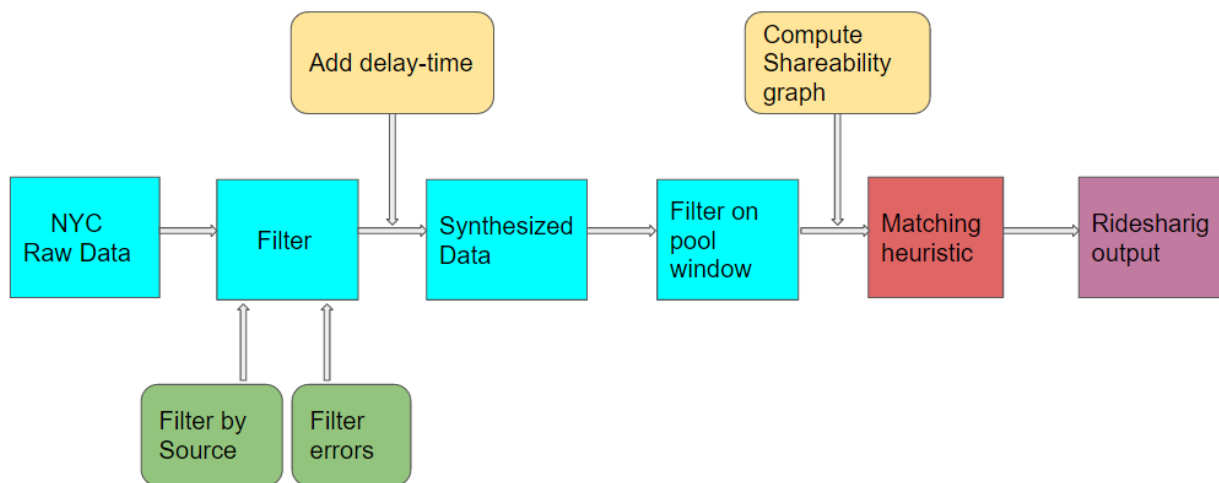 Add delay-time
Compute
Shareability
graph
NYC
Raw Data
Filter
Synthesized
Data
Filter on
pool
window
Matching
heuristic
Ridesharig
output
Filter by
Source
Filter
errors